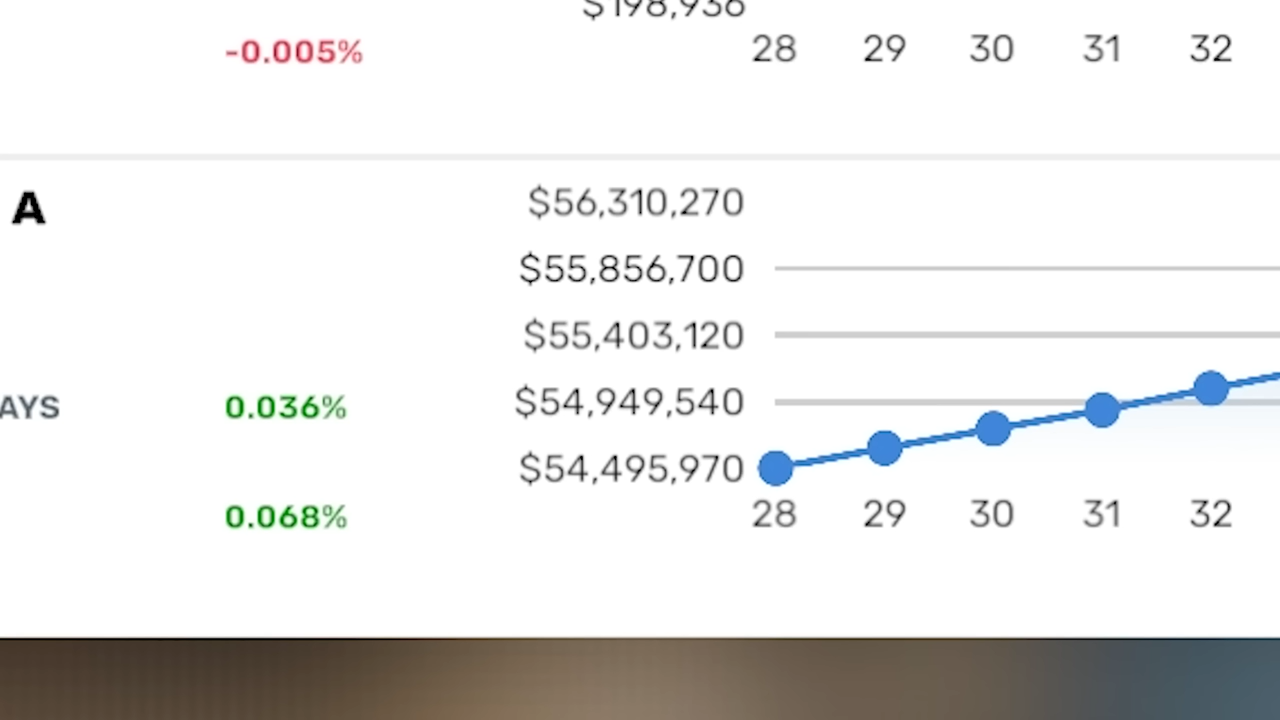 $198,936
-0.005%
28 29 30 31 32
A
$56,310,270
$55,856,700
$55,403,120
AYS 0.036% $54,949,540
$54,495,970
0.068% 28 29 30 31 32